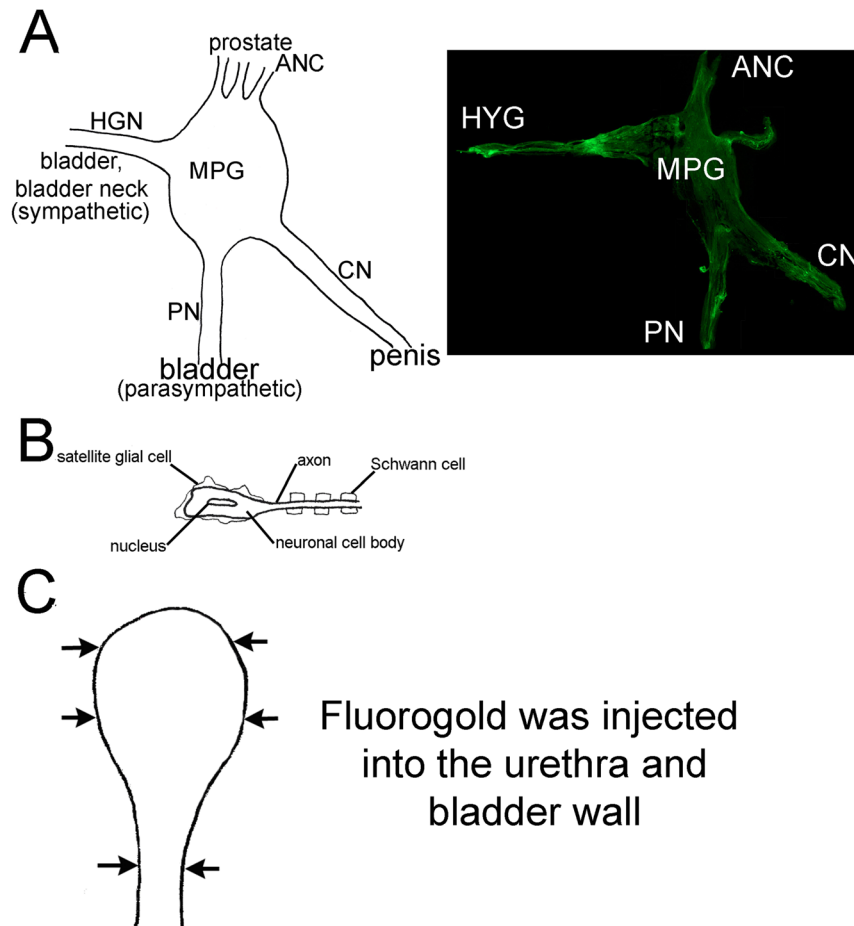 A
prostate
ANC
HGN
bladder,
bladder neck
(sympathetic)
MPG
CN
PN
bladder
(parasympathetic)
penis
ANC
HYG
MPG
CN
PN
B
satellite glial cell
axon
Schwann cell
nucleus
neuronal cell body
C
Fluorogold was injected
into the urethra and
bladder wall